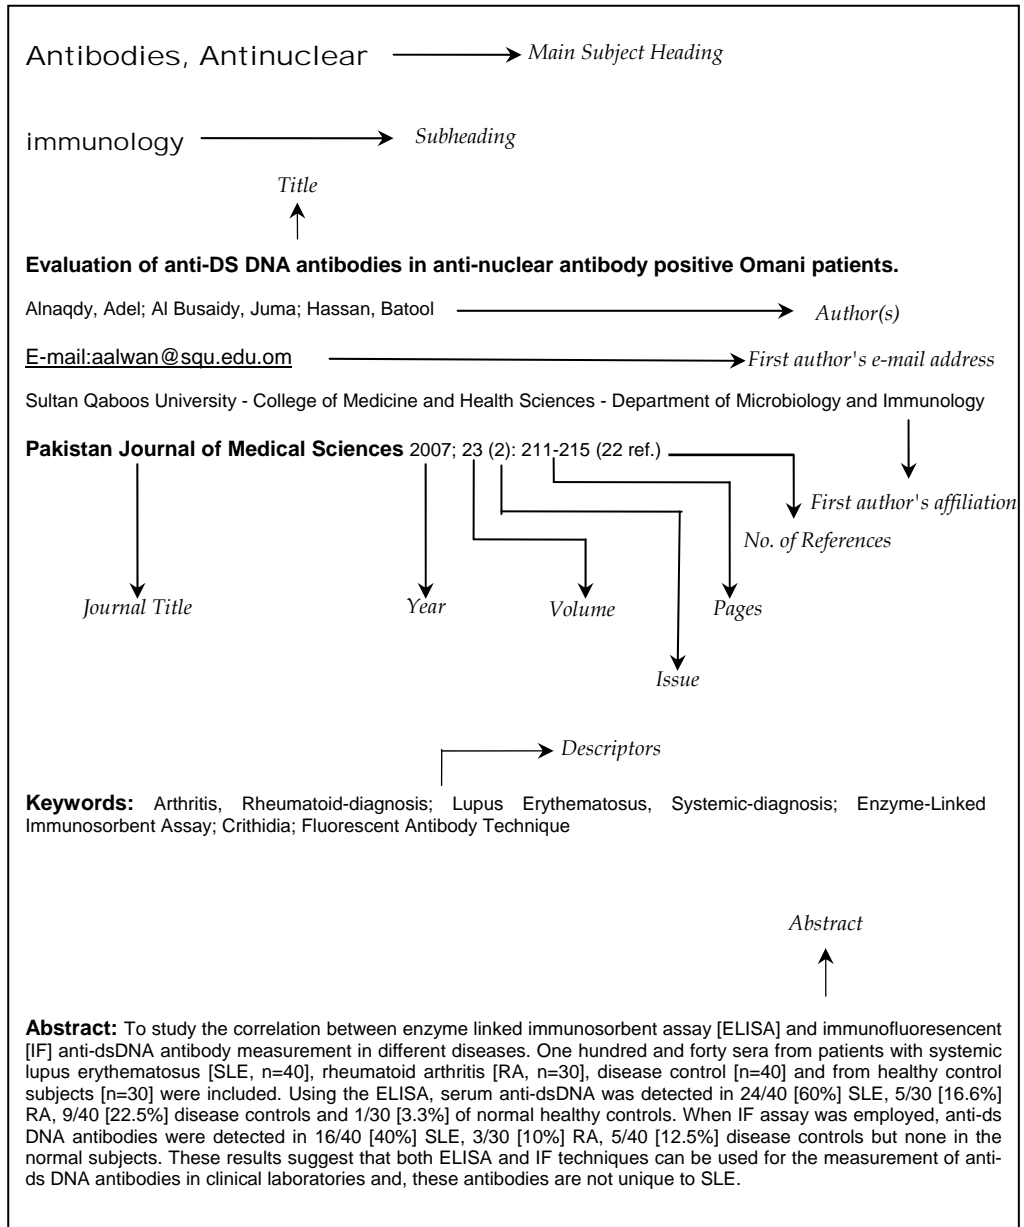 Antibodies, Antinuclear Main Subject Heading
immunology Subheading
Title
Evaluation of anti-DS DNA antibodies in anti-nuclear antibody positive Omani patients.
Alnaqdy, Adel; Al Busaidy, Juma; Hassan, Batool Author(s)
E-mail:aalwan@squ.edu.om First author's e-mail address
Sultan Qaboos University - College of Medicine and Health Sciences - Department of Microbiology and Immunology
Pakistan Journal of Medical Sciences 2007; 23 (2): 211-215 (22 ref.)
First author's affiliation
No. of References
Journal Title Year Volume Pages
Issue
Descriptors
Keywords: Arthritis, Rheumatoid-diagnosis; Lupus Erythematosus, Systemic-diagnosis; Enzyme-Linked
Immunosorbent Assay; Crithidia; Fluorescent Antibody Technique
Abstract
Abstract: To study the correlation between enzyme linked immunosorbent assay [ELISA] and immunofluoresencent
[IF] anti-dsDNA antibody measurement in different diseases. One hundred and forty sera from patients with systemic
lupus erythematosus [SLE, n=40], rheumatoid arthritis [RA, n=30], disease control [n=40] and from healthy control
subjects [n=30] were included. Using the ELISA, serum anti-dsDNA was detected in 24/40 [60%] SLE, 5/30 [16.6%]
RA, 9/40 [22.5%] disease controls and 1/30 [3.3%] of normal healthy controls. When IF assay was employed, anti-ds
DNA antibodies were detected in 16/40 [40%] SLE, 3/30 [10%] RA, 5/40 [12.5%] disease controls but none in the
normal subjects. These results suggest that both ELISA and IF techniques can be used for the measurement of anti-
ds DNA antibodies in clinical laboratories and, these antibodies are not unique to SLE.